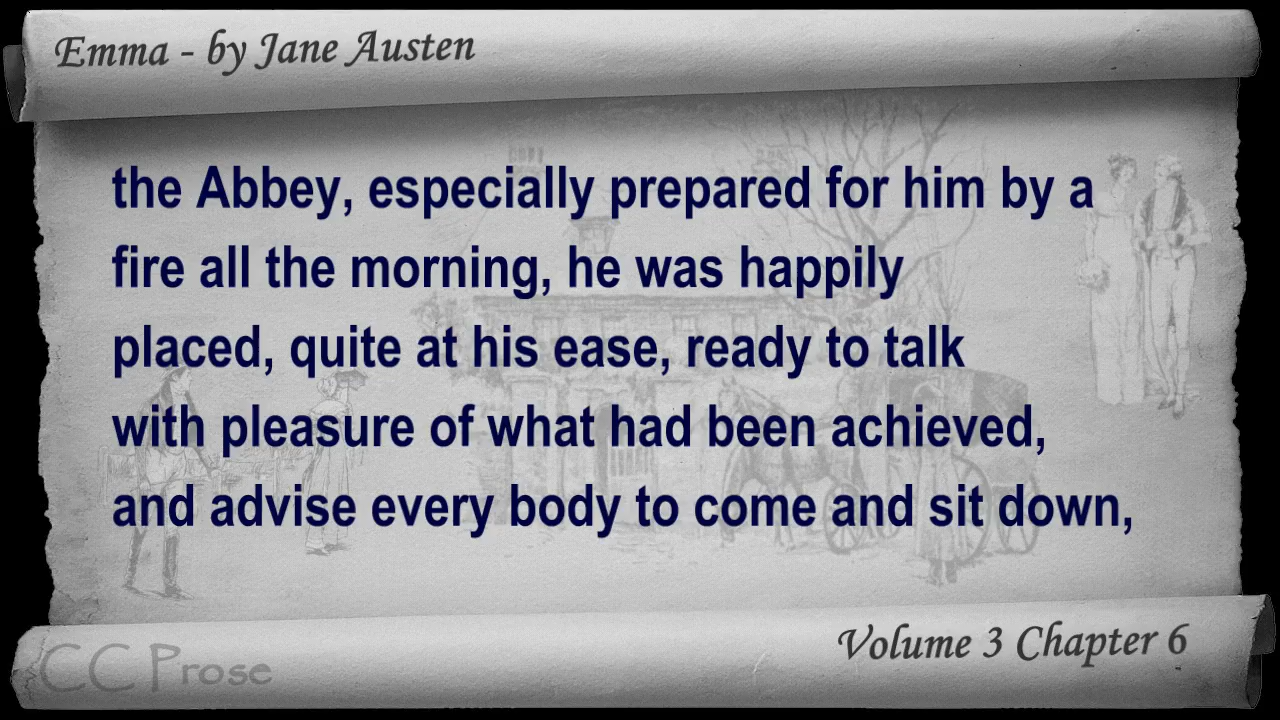 Emma - by Jane Austen
the Abbey, especially prepared for him by a
fire all the morning, he was happily
placed, quite at his ease, ready to talk
with pleasure of what had been achieved,
and advise every body to come and sit down,
Volume 3 Chapter 6
CC Prose